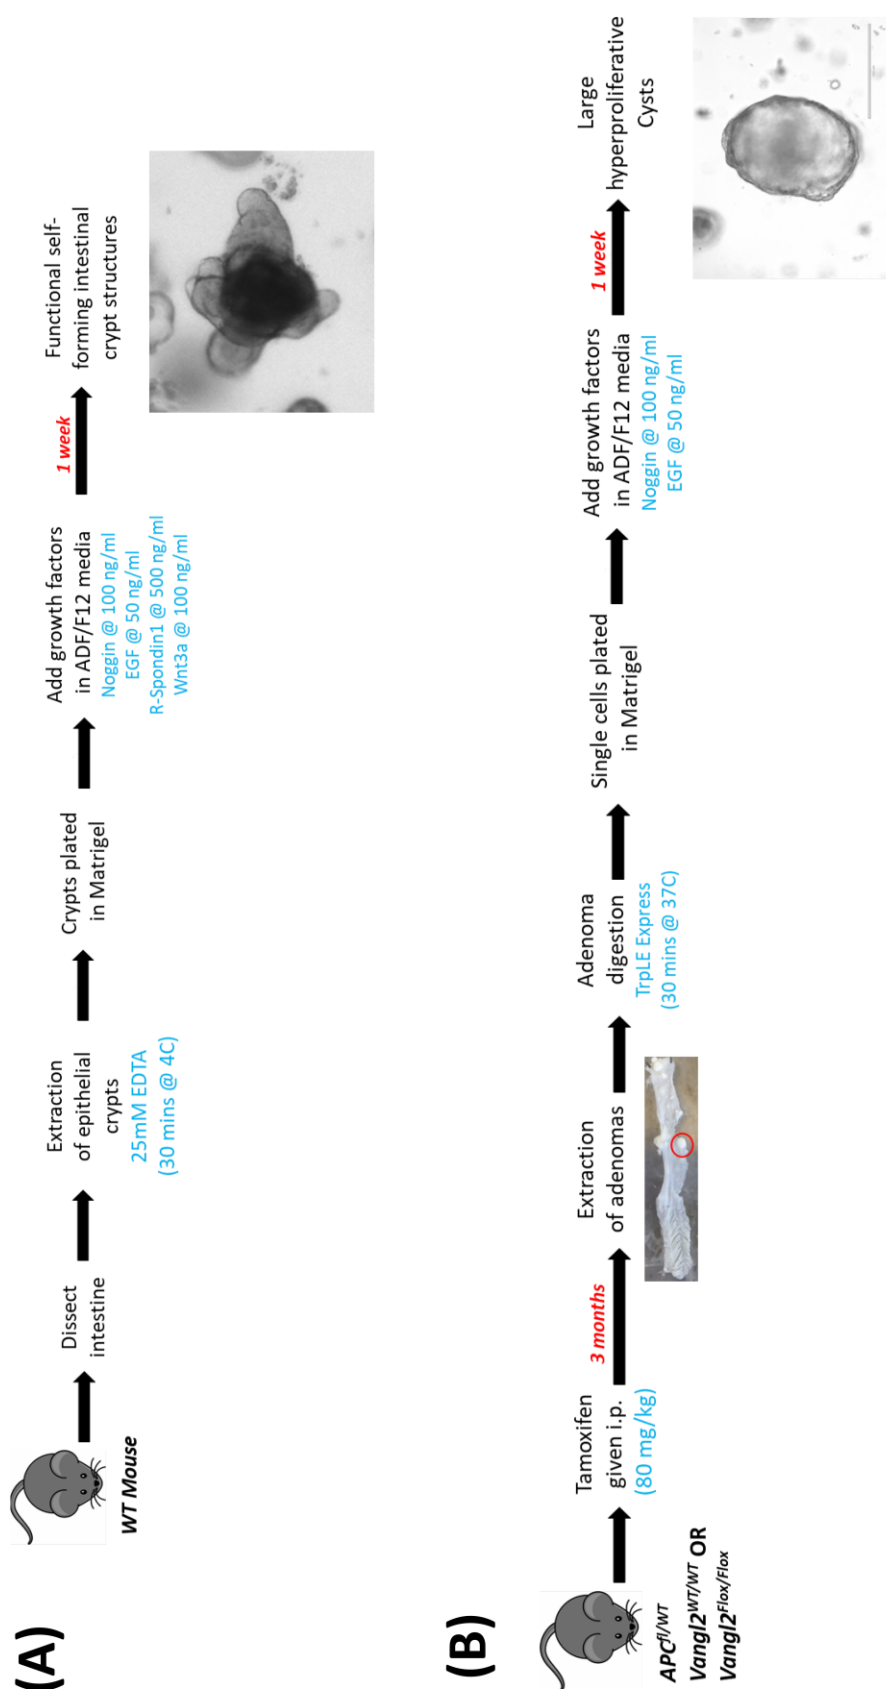 (A)
WT Mouse
Dissect
intestine
Extraction
of epithelial
crypts
25mM EDTA
(30 mins @ 4C)
Crypts plated
in Matrigel
Add growth factors
in ADF/F12 media
Noggin @ 100 ng/ml
EGF @ 50 ng/ml
R-Spondin1 @ 500 ng/ml
Wnt3a @ 100 ng/ml
1 week
Functional self-
forming intestinal
crypt structures
(B)
APCfl/WT
Vangl2WT/WT OR
Vangl2Flox/Flox
Tamoxifen
given i.p.
(80 mg/kg)
3 months
Extraction
of adenomas
Adenoma
digestion
TrpLE Express
(30 mins @ 37C)
Single cells plated
in Matrigel
Add growth factors
in ADF/F12 media
Noggin @ 100 ng/ml
EGF @ 50 ng/ml
1 week
Large
hyperproliferative
Cysts